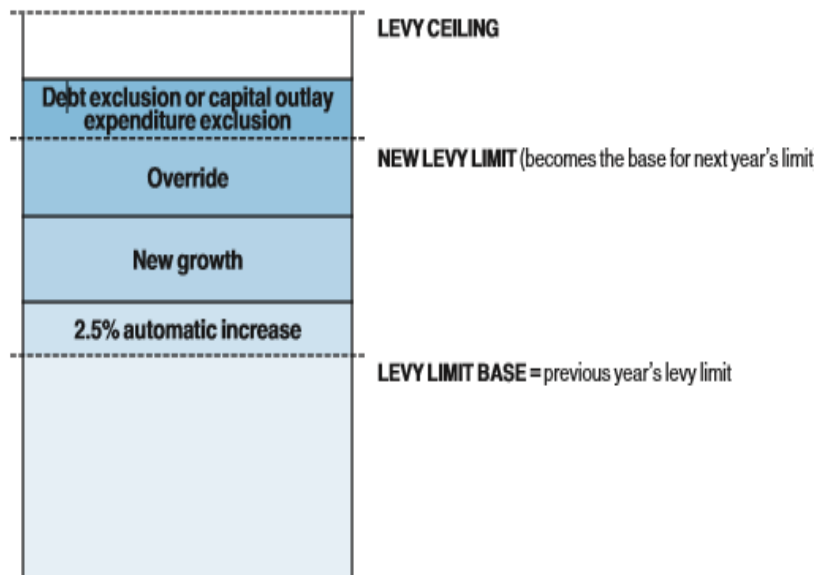 LEVY CEILING
Debt exclusion or capital outlay
expenditure exclusion
NEW LEVY LIMIT (becomes the base for next year's limit
Override
New growth
2.5% automatic increase
LEVY LIMIT BASE = previous year's levy limit